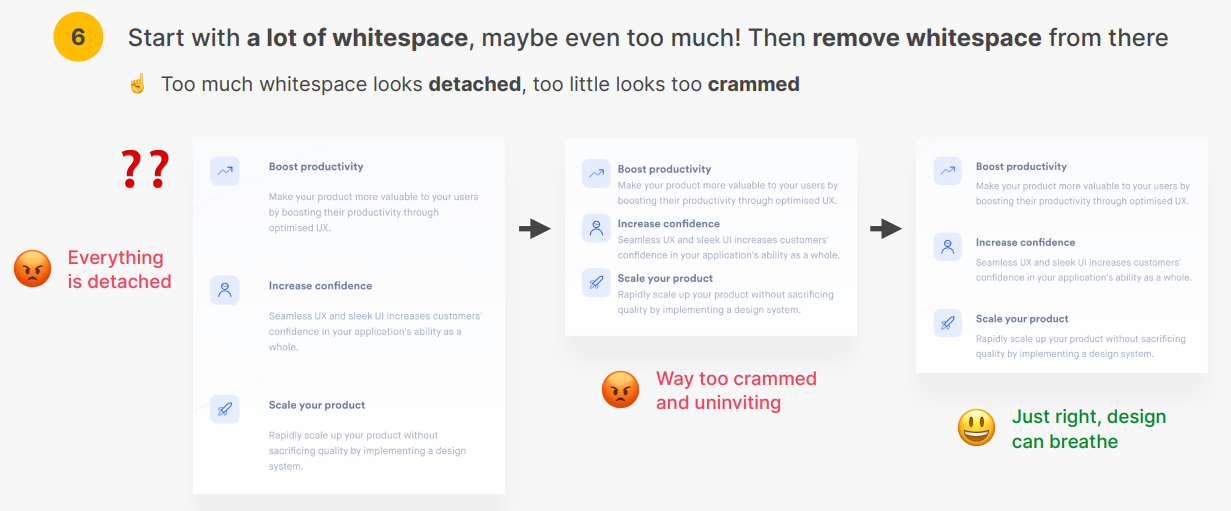 6
Start with a lot of whitespace, maybe even too much! Then remove whitespace from there
☝️ Too much whitespace looks detached, too little looks too crammed
??
Everything
is detached
Boost productivity
Make your product more valuable to your users
by boosting their productivity through
optimised UX.
Increase confidence
Seamless UX and sleek UI increases customers'
confidence in your application's ability as a
whole.
Scale your product
Rapidly scale up your product without
sacrificing quality by implementing a design
system.
Boost productivity
Make your product more valuable to your users by
boosting their productivity through optimised UX.
Increase confidence
Seamless UX and sleek UI increases customers'
confidence in your application's ability as a whole.
Scale your product
Rapidly scale up your product without sacrificing
quality by implementing a design system.
Way too crammed
and uninviting
Boost productivity
Make your product more valuable to your users by
boosting their productivity through optimised UX.
Increase confidence
Seamless UX and sleek UI increases customers'
confidence in your application's ability as a whole.
Scale your product
Rapidly scale up your product without sacrificing
quality by implementing a design system.
Just right, design
can breathe